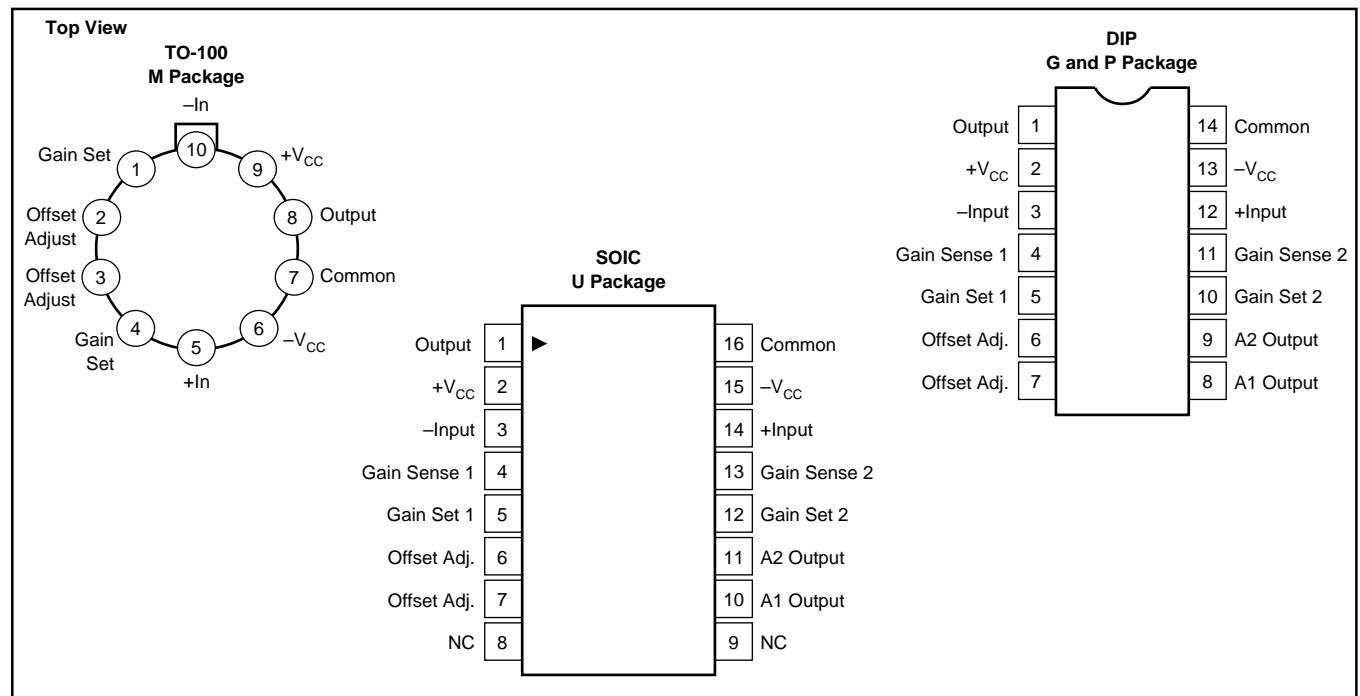 Top View
TO-100
M Package
–In
10
Gain Set
1
9
+VCC
Offset
Adjust
2
8
Output
Offset
Adjust
3
7
Common
Gain
Set
4
6
–VCC
5
+In
SOIC
U Package
Output 1 16 Common
+VCC 2 15 –VCC
–Input 3 14 +Input
Gain Sense 1 4 13 Gain Sense 2
Gain Set 1 5 12 Gain Set 2
Offset Adj. 6 11 A2 Output
Offset Adj. 7 10 A1 Output
NC 8 9 NC
DIP
G and P Package
Output 1 14 Common
+VCC 2 13 –VCC
–Input 3 12 +Input
Gain Sense 1 4 11 Gain Sense 2
Gain Set 1 5 10 Gain Set 2
Offset Adj. 6 9 A2 Output
Offset Adj. 7 8 A1 Output